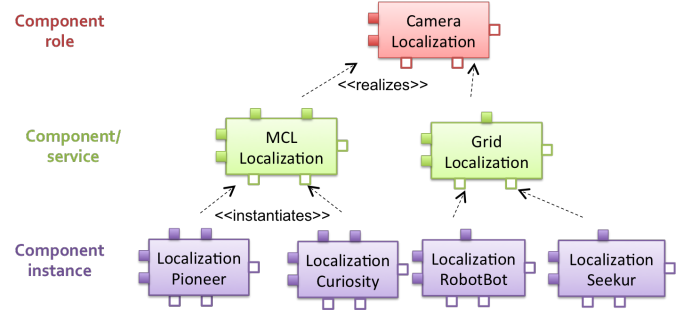 Component
role
Camera
Localization
<<realizes>>
Component/
service
MCL
Localization
Grid
Localization
<<instantiates>>
Component
instance
Localization
Pioneer
Localization
Curiosity
Localization
RobotBot
Localization
Seekur